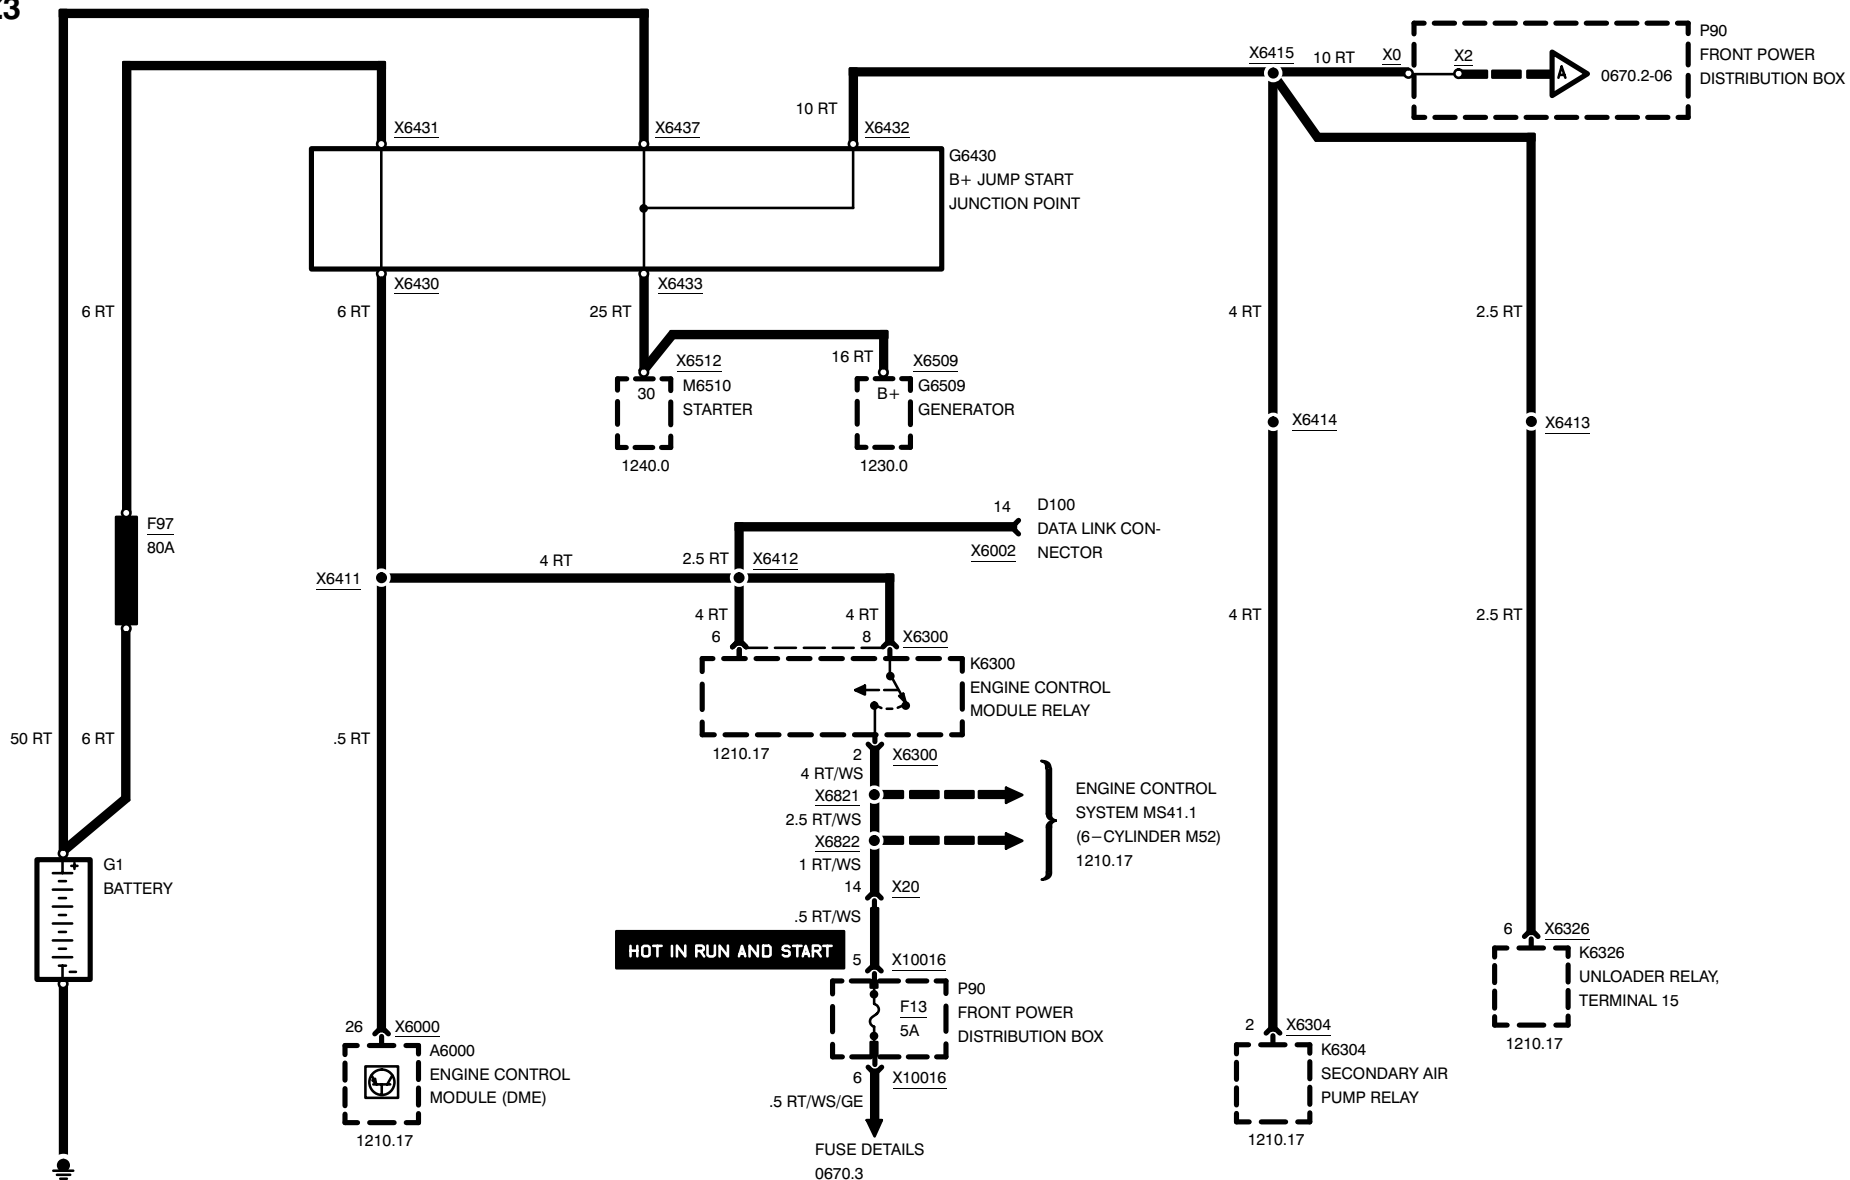 X6415
10 RT
X0
X2
A
0670.2-06
P90
FRONT POWER
DISTRIBUTION BOX
10 RT
X6431
X6437
X6432
G6430
B+ JUMP START
JUNCTION POINT
X6430
X6433
6 RT
6 RT
25 RT
4 RT
2.5 RT
16 RT
X6512
M6510
STARTER
30
1240.0
X6509
G6509
GENERATOR
B+
1230.0
X6414
X6413
F97
80A
14
D100
DATA LINK CON-
NECTOR
X6002
X6411
4 RT
2.5 RT
X6412
4 RT
4 RT
6
8
X6300
4 RT
2.5 RT
K6300
ENGINE CONTROL
MODULE RELAY
1210.17
50 RT
6 RT
.5 RT
2
X6300
4 RT/WS
X6821
2.5 RT/WS
X6822
1 RT/WS
14
X20
.5 RT/WS
ENGINE CONTROL
SYSTEM MS41.1
(6−CYLINDER M52)
1210.17
G1
BATTERY
+
-
HOT IN RUN AND START
5
X10016
P90
FRONT POWER
DISTRIBUTION BOX
F13
5A
6
X10016
.5 RT/WS/GE
FUSE DETAILS
0670.3
26
X6000
A6000
ENGINE CONTROL
MODULE (DME)
1210.17
2
X6304
K6304
SECONDARY AIR
PUMP RELAY
1210.17
6
X6326
K6326
UNLOADER RELAY,
TERMINAL 15
1210.17